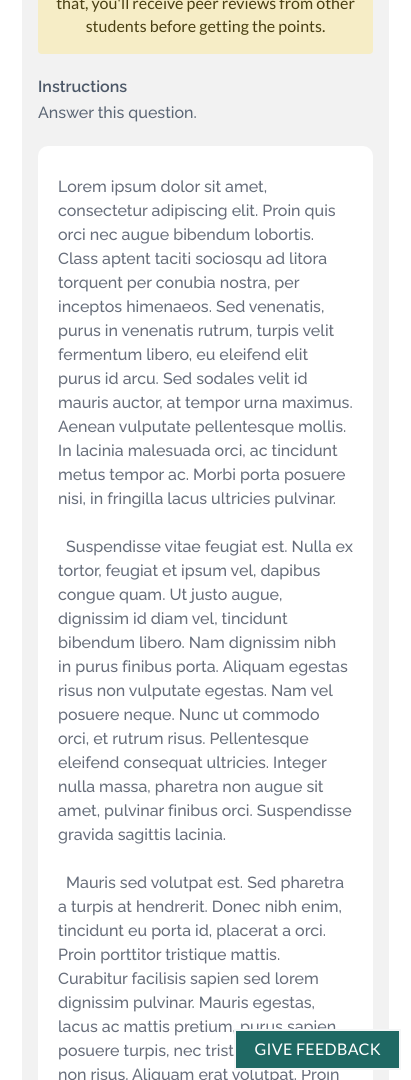 that, you'll receive peer reviews from other
students before getting the points.
Instructions
Answer this question.
Lorem ipsum dolor sit amet,
consectetur adipiscing elit. Proin quis
orci nec augue bibendum lobortis.
Class aptent taciti sociosqu ad litora
torquent per conubia nostra, per
inceptos himenaeos. Sed venenatis,
purus in venenatis rutrum, turpis velit
fermentum libero, eu eleifend elit
purus id arcu. Sed sodales velit id
mauris auctor, at tempor urna maximus.
Aenean vulputate pellentesque mollis.
In lacinia malesuada orci, ac tincidunt
metus tempor ac. Morbi porta posuere
nisi, in fringilla lacus ultricies pulvinar.
Suspendisse vitae feugiat est. Nulla ex
tortor, feugiat et ipsum vel, dapibus
congue quam. Ut justo augue,
dignissim id diam vel, tincidunt
bibendum libero. Nam dignissim nibh
in purus finibus porta. Aliquam egestas
risus non vulputate egestas. Nam vel
posuere neque. Nunc ut commodo
orci, et rutrum risus. Pellentesque
eleifend consequat ultricies. Integer
nulla massa, pharetra non augue sit
amet, pulvinar finibus orci. Suspendisse
gravida sagittis lacinia.
Mauris sed volutpat est. Sed pharetra
a turpis at hendrerit. Donec nibh enim,
tincidunt eu porta id, placerat a orci.
Proin porttitor tristique mattis.
Curabitur facilisis sapien sed lorem
dignissim pulvinar. Mauris egestas,
lacus ac mattis pretium, purus sapien
posuere turpis, nec trist
GIVE FEEDBACK
non risus. Aliquam erat volutpat. Proin